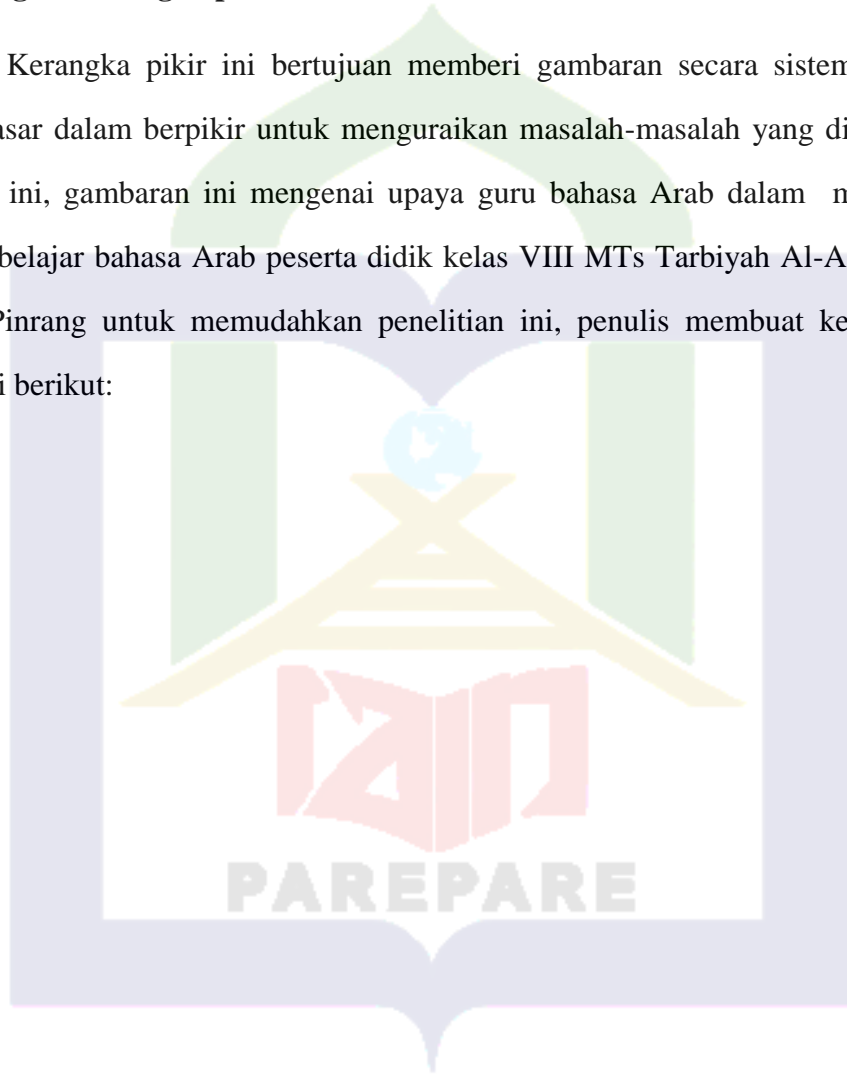 Kerangka pikir ini bertujuan memberi gambaran secara sistem
asar dalam berpikir untuk menguraikan masalah-masalah yang di
ini, gambaran ini mengenai upaya guru bahasa Arab dalam m
belajar bahasa Arab peserta didik kelas VIII MTs Tarbiyah Al-A
Pinrang untuk memudahkan penelitian ini, penulis membuat ke
i berikut:
iain
PAREPARE